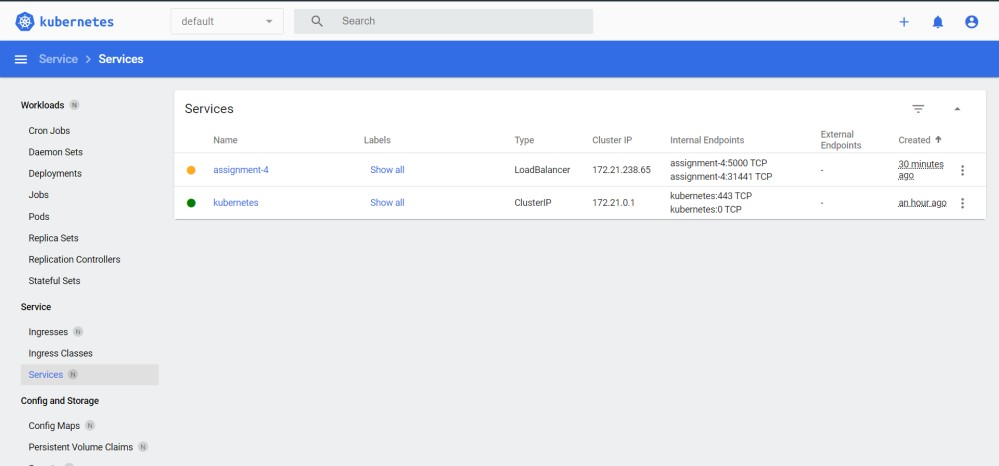 kubernetes
default
Search
Service > Services
Workloads N
Cron Jobs
Daemon Sets
Deployments
Jobs
Pods
Replica Sets
Replication Controllers
Stateful Sets
Service
Ingresses N
Ingress Classes
Services N
Config and Storage
Config Maps N
Persistent Volume Claims N
Services
Name Labels Type Cluster IP Internal Endpoints External Endpoints Created
assignment-4 Show all LoadBalancer 172.21.238.65 assignment-4:5000 TCP - 30 minutes ago
assignment-4:31441 TCP
kubernetes Show all ClusterIP 172.21.0.1 kubernetes:443 TCP - an hour ago
kubernetes:0 TCP